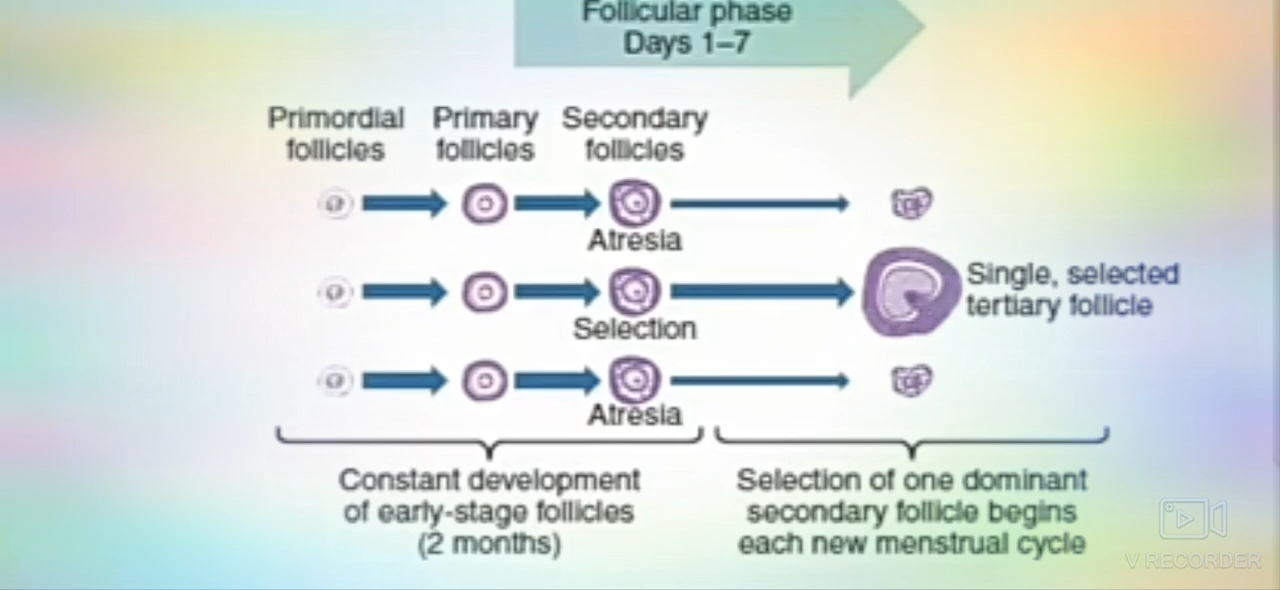 Follicular phase
Days 1–7
Primordial
follicles
Primary
follicles
Secondary
follicles
Atresia
Single, selected
tertiary follicle
Selection
Atresia
Constant development
of early-stage follicles
(2 months)
Selection of one dominant
secondary follicle begins
each new menstrual cycle
V RECORDER